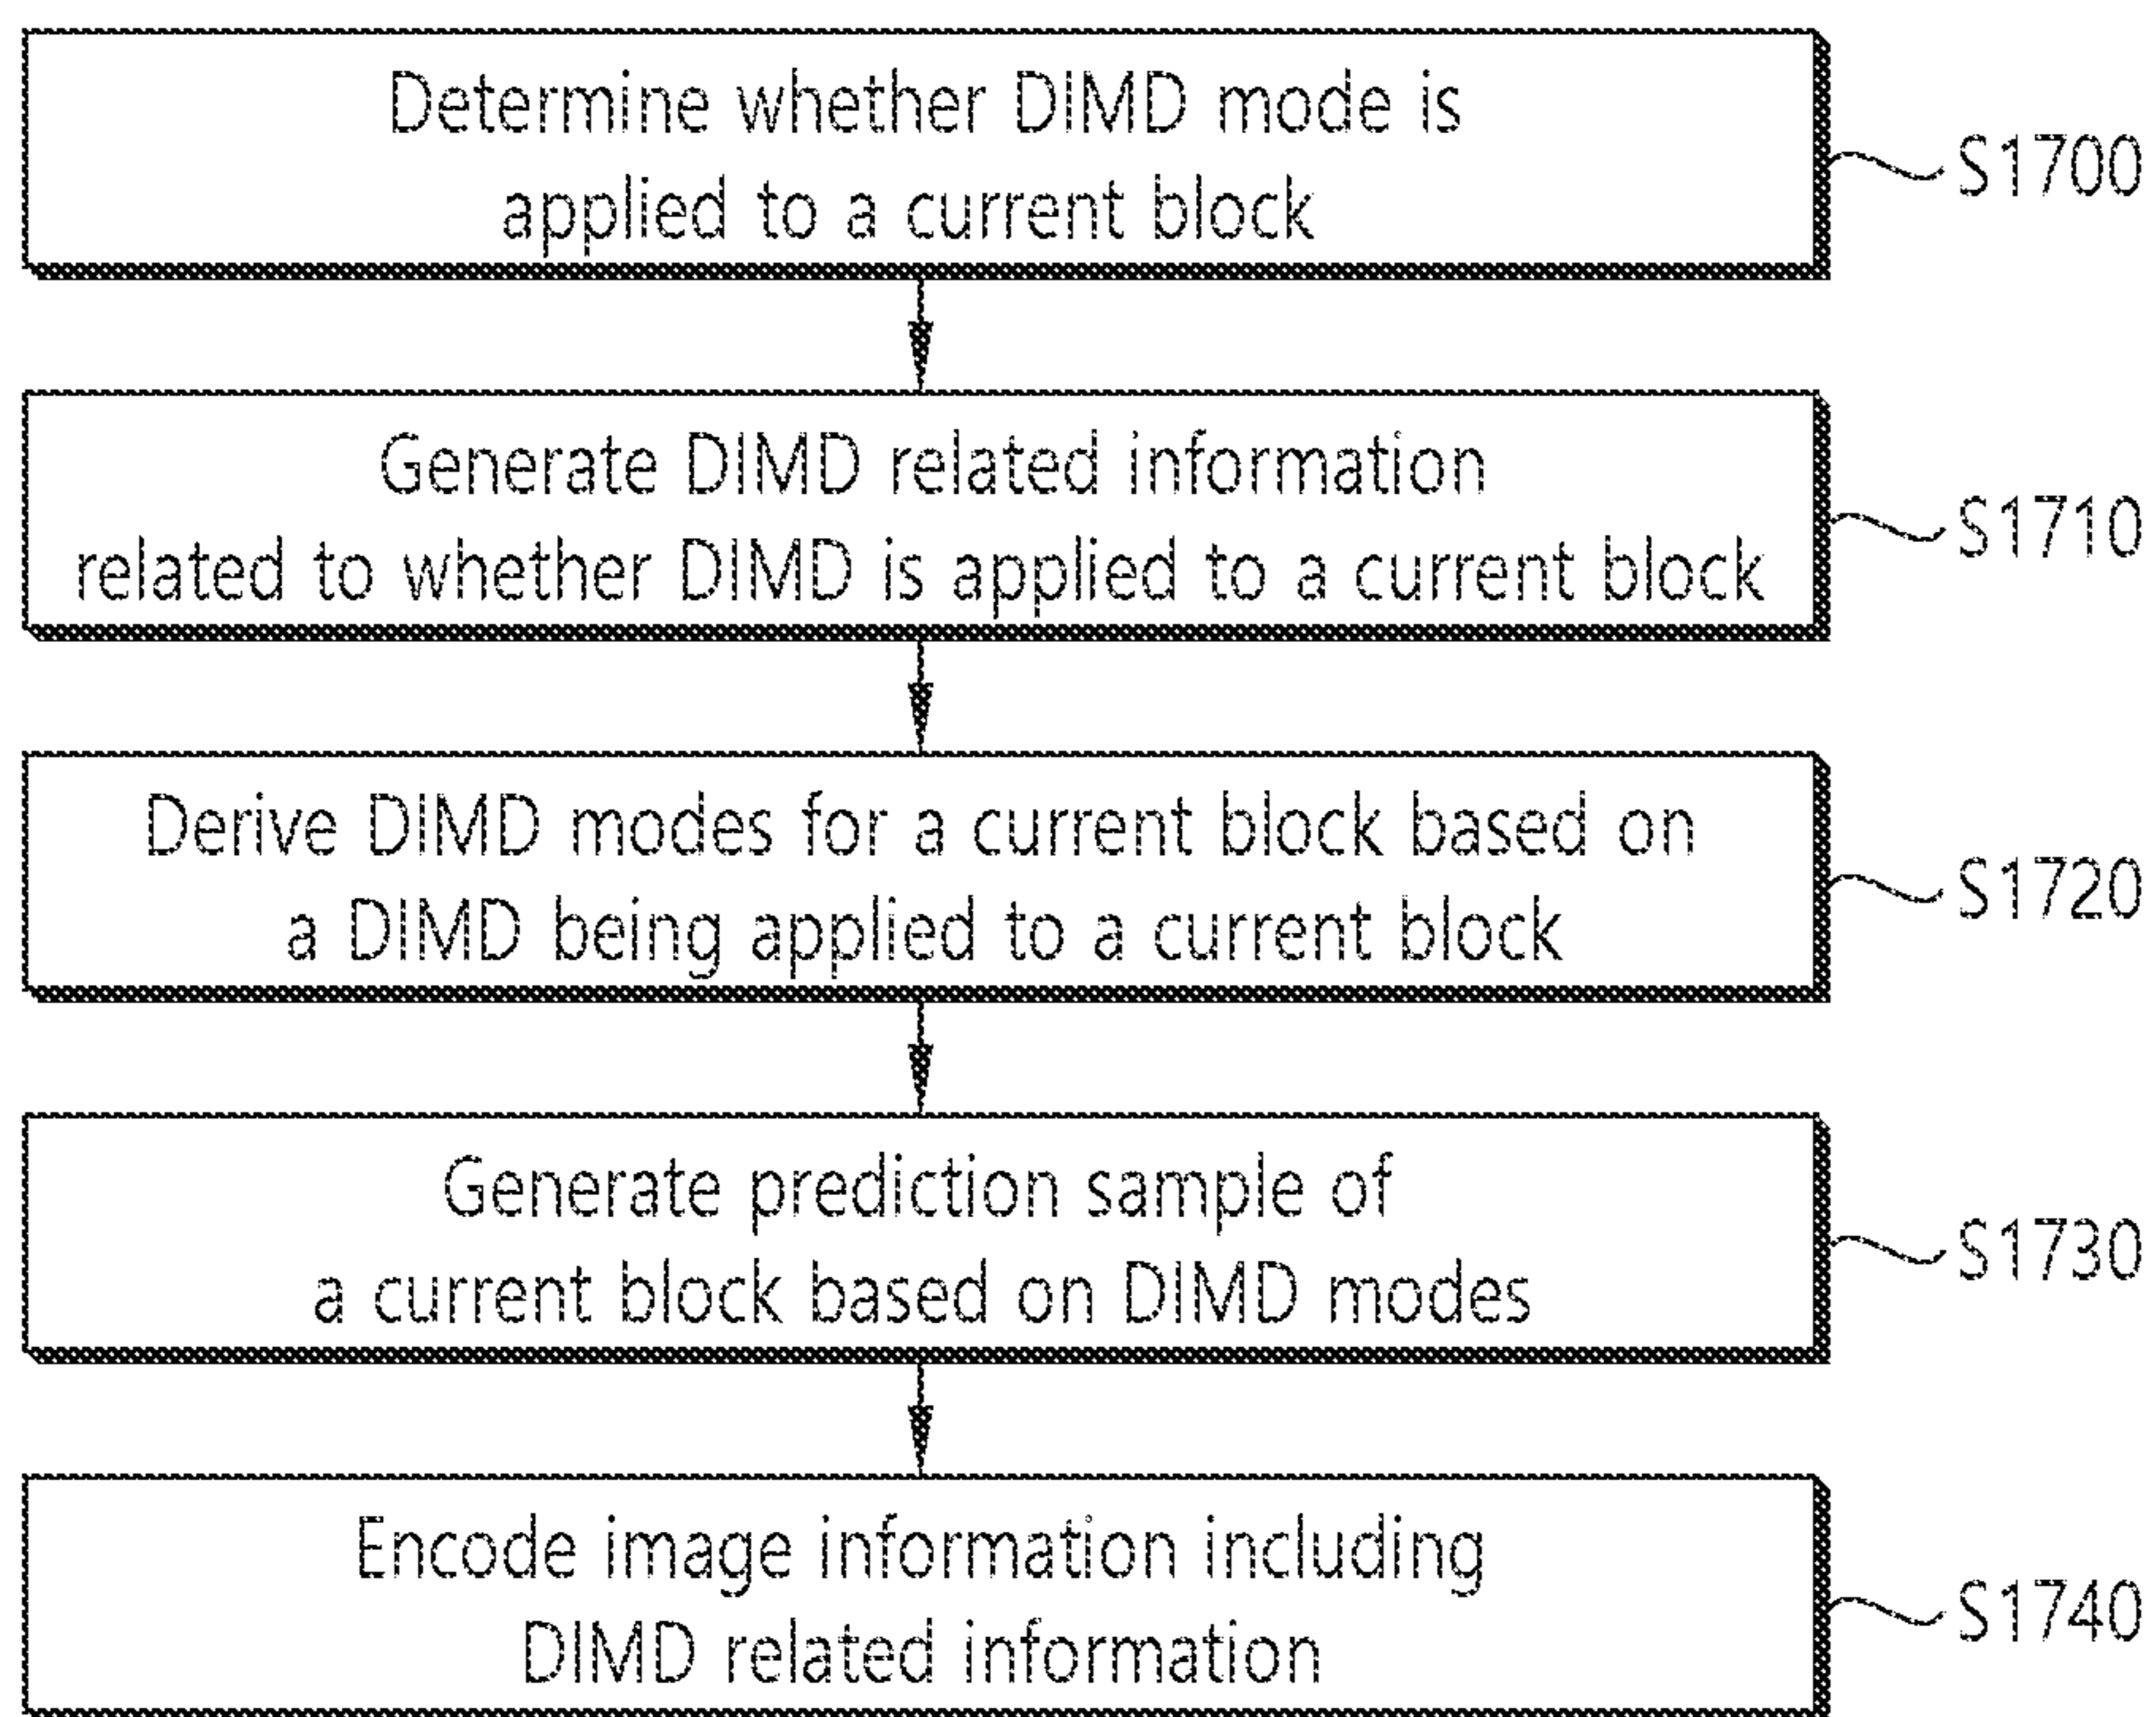 Determine whether DIMD mode is
applied to a current block
S1700
Generate DIMD related information
related to whether DIMD is applied to a current block
S1710
Derive DIMD modes for a current block based on
a DIMD being applied to a current block
S1720
Generate prediction sample of
a current block based on DIMD modes
S1730
Encode image information including
DIMD related information
S1740